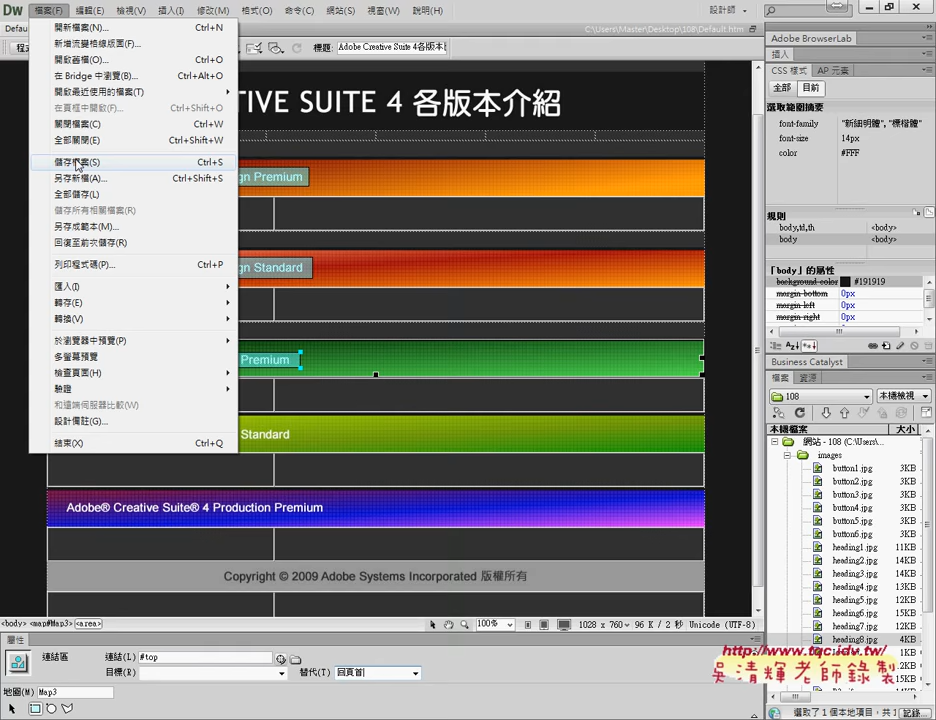 Dw 檔案(F) 編輯(E) 檢視(V) 插入(I) 修改(M) 格式(O) 命令(C) 網站(S) 視窗(W) 說明(H) 設計師
C:\Users\Master\Desktop\108\Default.htm
標題: Adobe Creative Suite 4各版本
開新檔案(N)... Ctrl+N
新增流變格線版面(F)...
開啟舊檔(O)... Ctrl+O
在 Bridge 中瀏覽(B)... Ctrl+Alt+O
開啟最近使用的檔案(T)
在頁框中開啟(F)... Ctrl+Shift+O
關閉檔案(C) Ctrl+W
全部關閉(E) Ctrl+Shift+W
儲存檔案(S) Ctrl+S
另存新檔(A)... Ctrl+Shift+S
全部儲存(L)
儲存所有相關檔案(R)
另存成範本(M)...
回復至前次儲存(R)
列印程式碼(P)... Ctrl+P
匯入(I)
轉存(E)
轉換(V)
於瀏覽器中預覽(P)
多螢幕預覽
檢查頁面(H)
驗證
和遠端伺服器比較(W)
設計備註(G)...
結束(X) Ctrl+Q
TIVE SUITE 4 各版本介紹
gn Premium
gn Standard
Premium
Standard
Adobe® Creative Suite® 4 Production Premium
Copyright © 2009 Adobe Systems Incorporated 版權所有
<body> <map#Map3> <area>
100% 1028 x 760 96 K / 2 秒 Unicode (UTF-8)
屬性
連結區 連結(L) #top
目標(R) 替代(T) 回頁首
地圖(M) Map3
Adobe BrowserLab
插入
CSS 樣式 AP 元素
全部 目前
選取範圍摘要
font-family "新細明體", "標楷體"
font-size 14px
color #FFF
規則
body,td,th <body>
body <body>
「body」的屬性
background-color #191919
margin-bottom 0px
margin-left 0px
margin-right 0px
Business Catalyst
檔案 資源
108 本機檢視
本機檔案 大小
網站 - 108 (C:\Users\...
images
button1.jpg 3KB
button2.jpg 3KB
button3.jpg 3KB
button4.jpg 3KB
button5.jpg 3KB
button6.jpg 3KB
heading1.jpg 11KB
heading2.jpg 14KB
heading3.jpg 14KB
heading4.jpg 12KB
heading5.jpg 12KB
heading6.jpg 15KB
heading7.jpg 12KB
heading8.jpg 4KB
http://www.tqc.idv.tw/
吳清輝老師錄製
選取了 1 個本地項目，共 1 記錄...